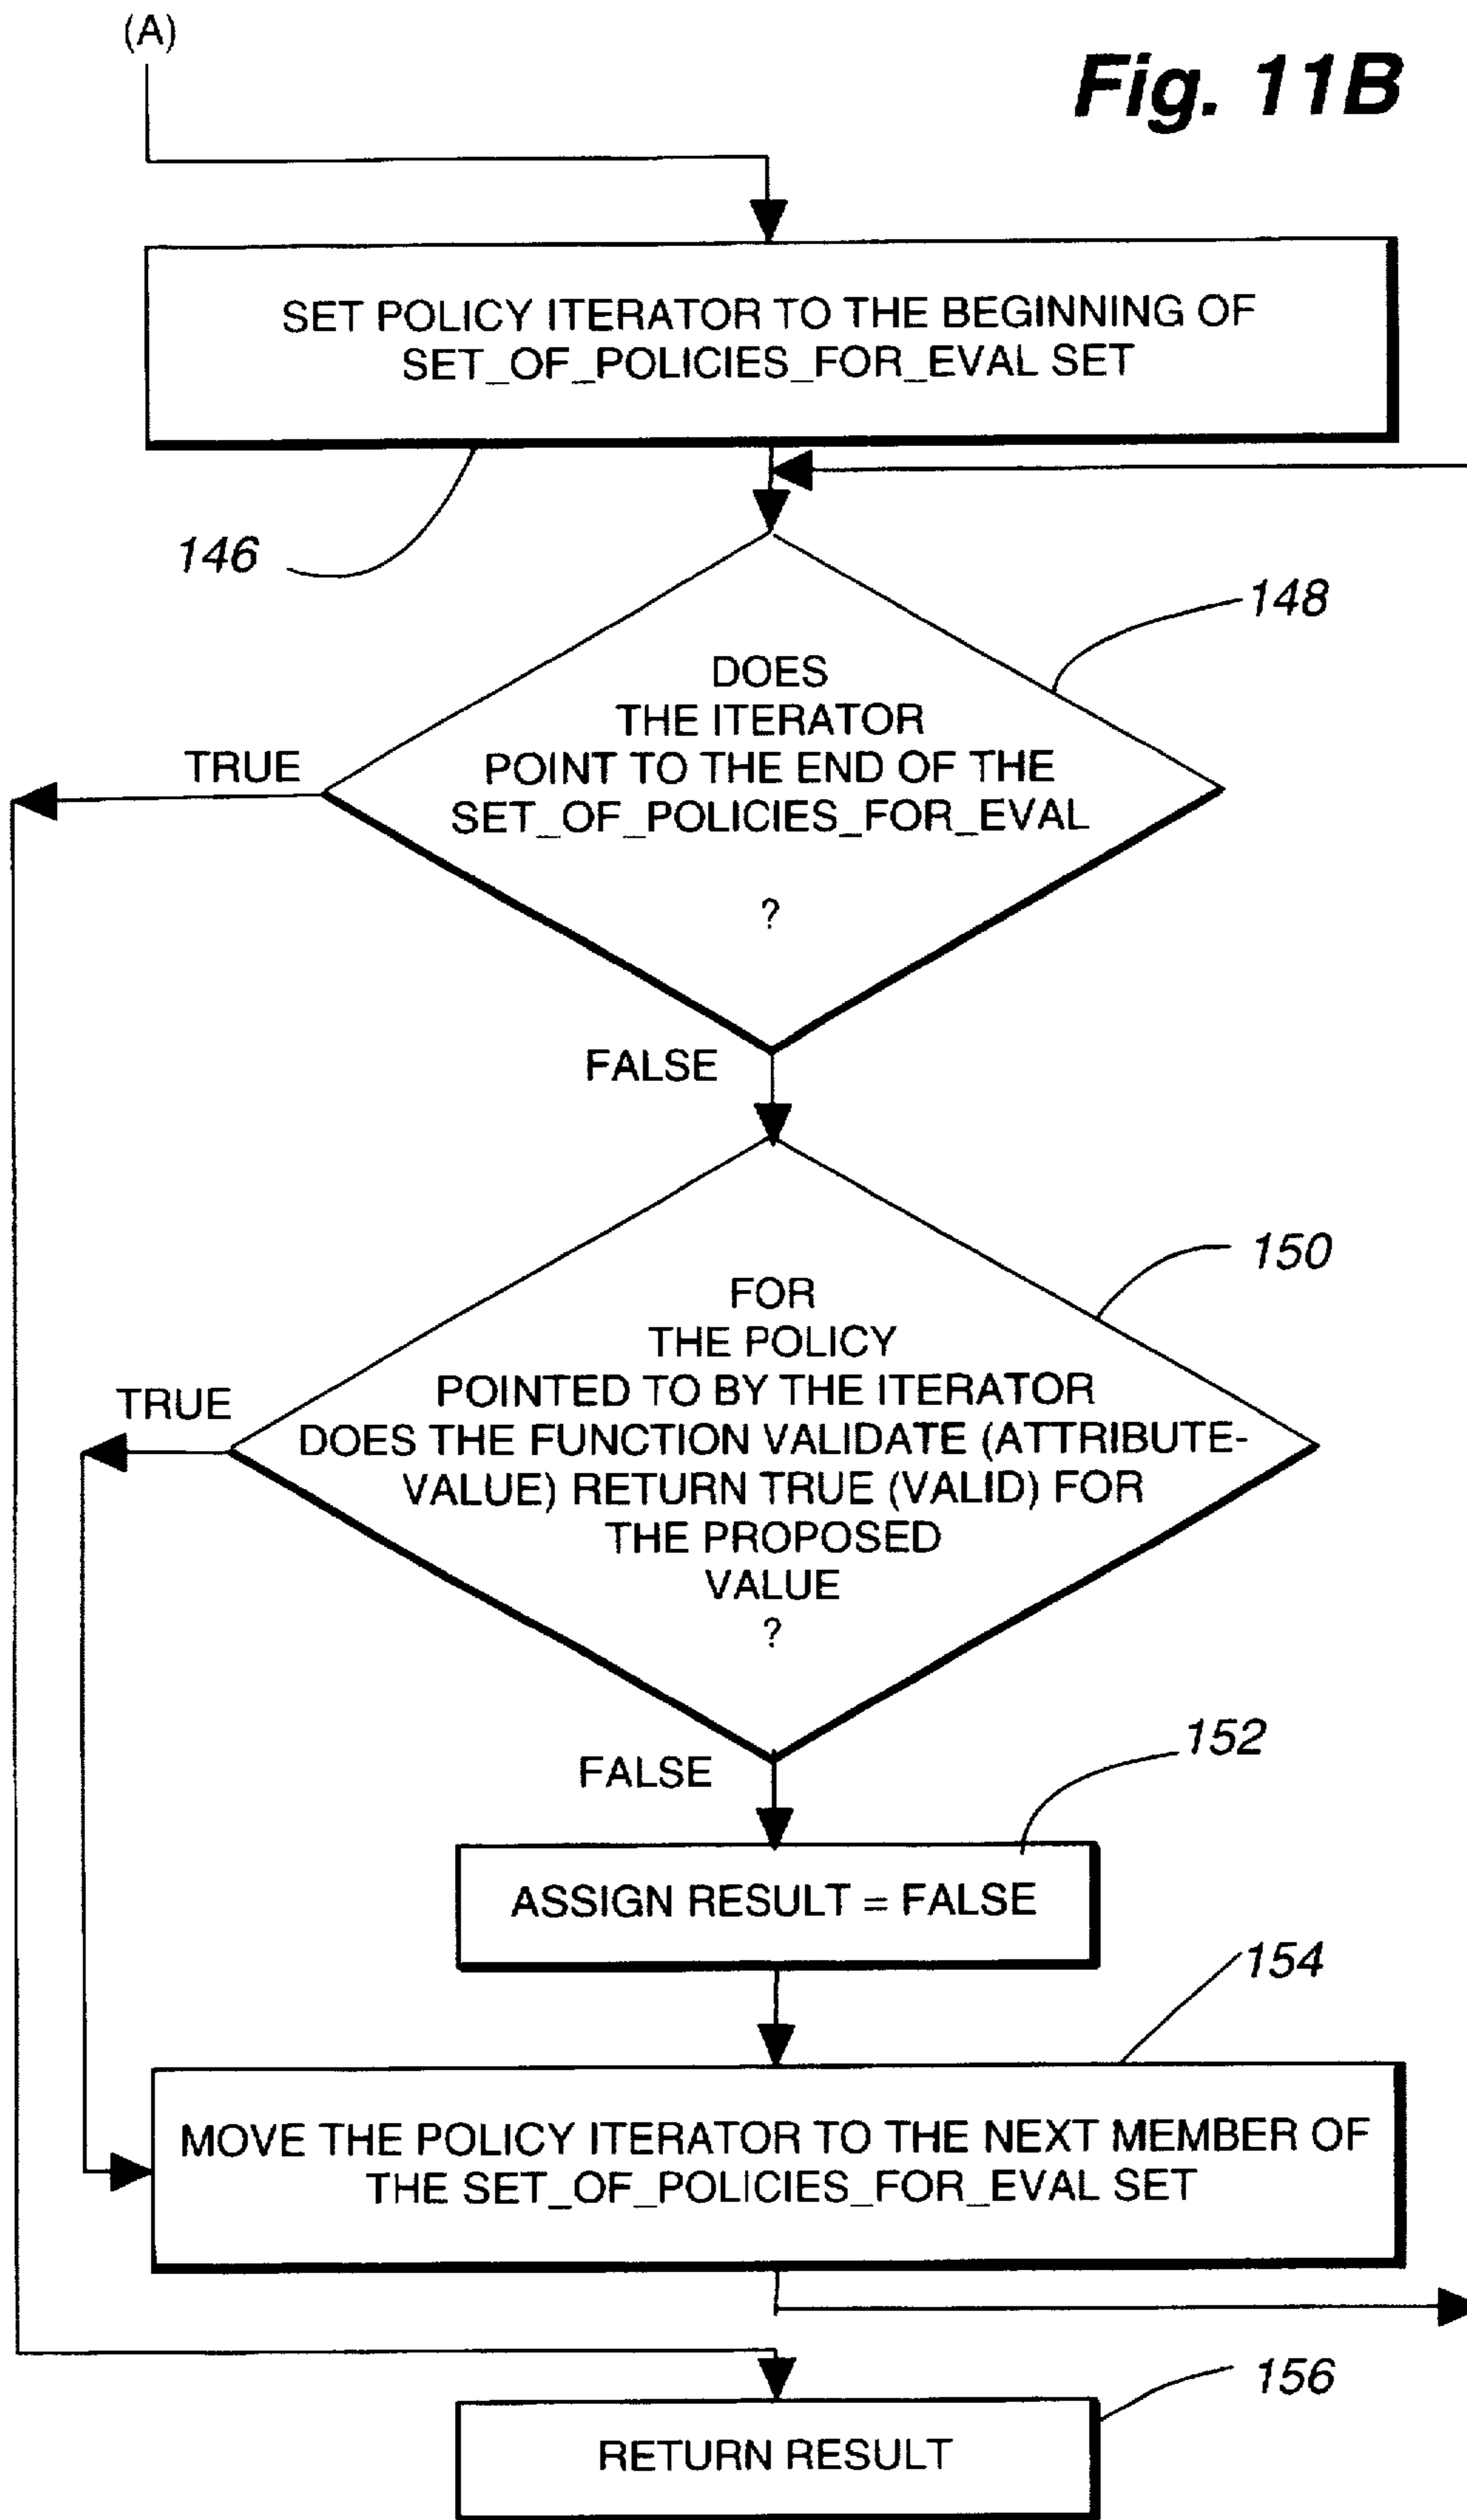 (A)
Fig. 11B
SET POLICY ITERATOR TO THE BEGINNING OF
SET_OF_POLICIES_FOR_EVAL SET
146
148
DOES
THE ITERATOR
POINT TO THE END OF THE
SET_OF_POLICIES_FOR_EVAL
?
TRUE
FALSE
150
FOR
THE POLICY
POINTED TO BY THE ITERATOR
DOES THE FUNCTION VALIDATE (ATTRIBUTE-
VALUE) RETURN TRUE (VALID) FOR
THE PROPOSED
VALUE
?
TRUE
FALSE
152
ASSIGN RESULT = FALSE
154
MOVE THE POLICY ITERATOR TO THE NEXT MEMBER OF
THE SET_OF_POLICIES_FOR_EVAL SET
156
RETURN RESULT